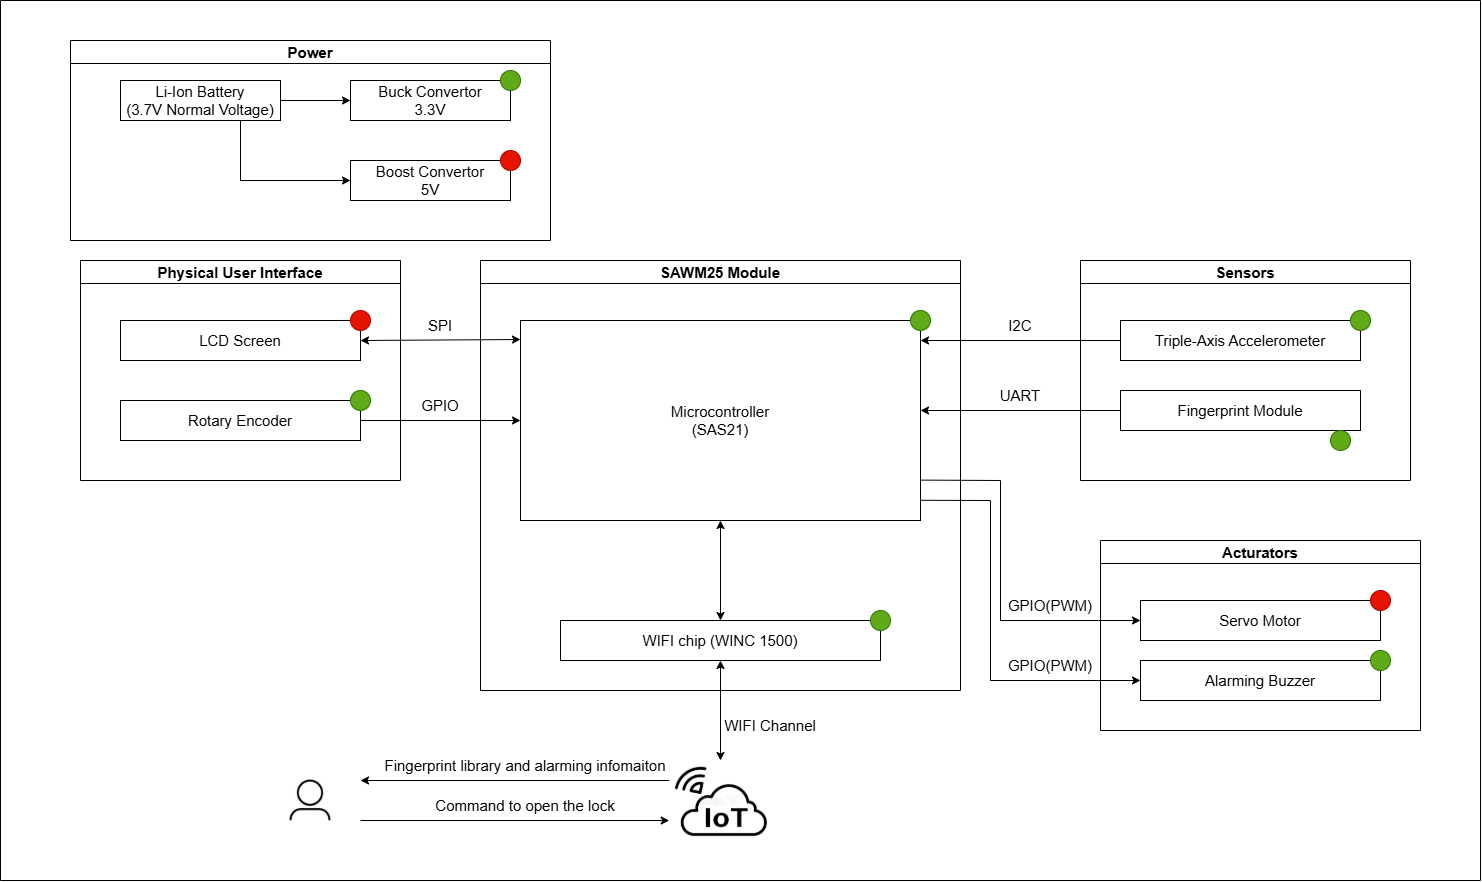 Power
Li-Ion Battery
(3.7V Normal Voltage)
Buck Convertor
3.3V
Boost Convertor
5V
Physical User Interface
LCD Screen
Rotary Encoder
SPI
GPIO
SAWM25 Module
Microcontroller
(SAS21)
WIFI chip (WINC 1500)
I2C
UART
Sensors
Triple-Axis Accelerometer
Fingerprint Module
Acturators
GPIO(PWM)
Servo Motor
GPIO(PWM)
Alarming Buzzer
WIFI Channel
Fingerprint library and alarming infomaiton
Command to open the lock
IoT